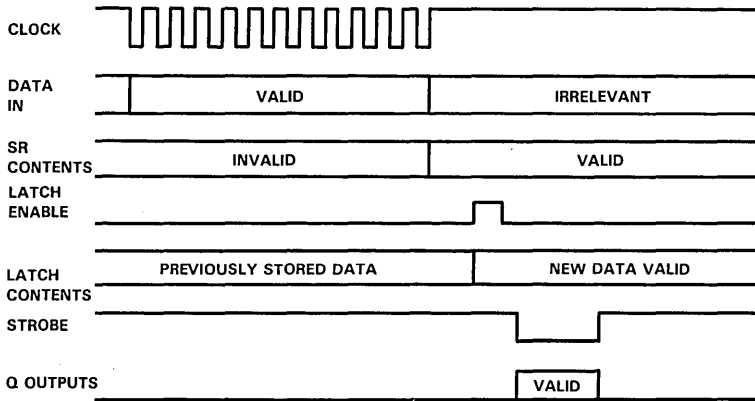 CLOCK
DATA
IN
VALID
IRRELEVANT
SR
CONTENTS
INVALID
VALID
LATCH
ENABLE
LATCH
CONTENTS
PREVIOUSLY STORED DATA
NEW DATA VALID
STROBE
Q OUTPUTS
VALID